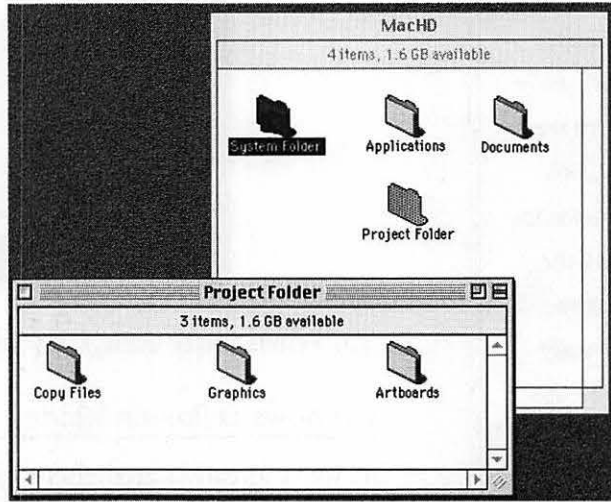 MacHD
4 items, 1.6 GB available
System Folder
Applications
Documents
Project Folder
Project Folder
3 items, 1.6 GB available
Copy Files
Graphics
Artboards